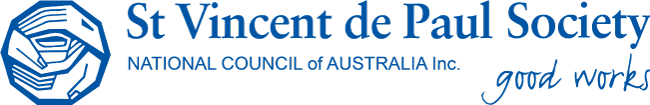 St Vincent de Paul Society
NATIONAL COUNCIL of AUSTRALIA Inc.
good works